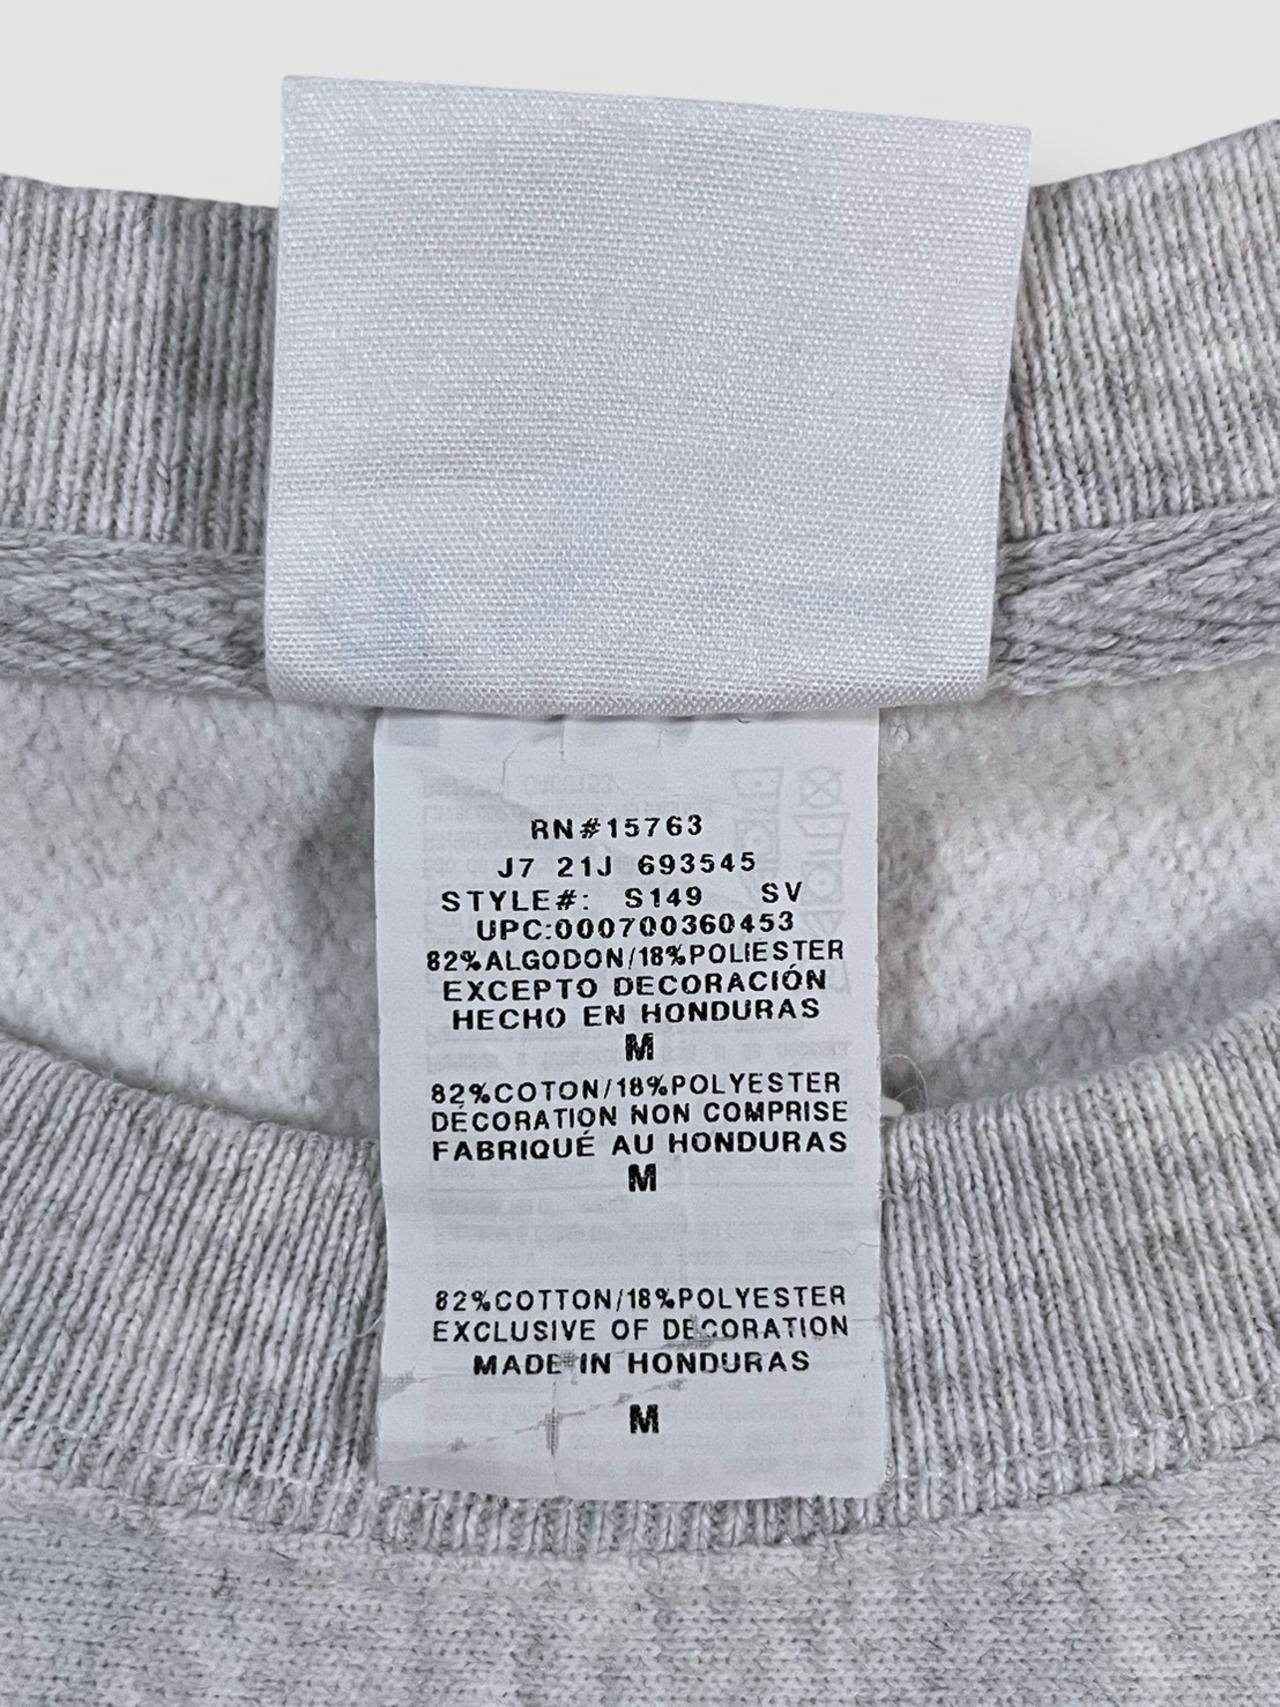 RN#15763
J7 21J 693545
STYLE#: S149 SV
UPC:000700360453
82%ALGODON/18%POLIESTER
EXCEPTO DECORACIÓN
HECHO EN HONDURAS
M
82%COTON/18%POLYESTER
DÉCORATION NON COMPRISE
FABRIQUÉ AU HONDURAS
M
82%COTTON/18%POLYESTER
EXCLUSIVE OF DECORATION
MADE IN HONDURAS
M